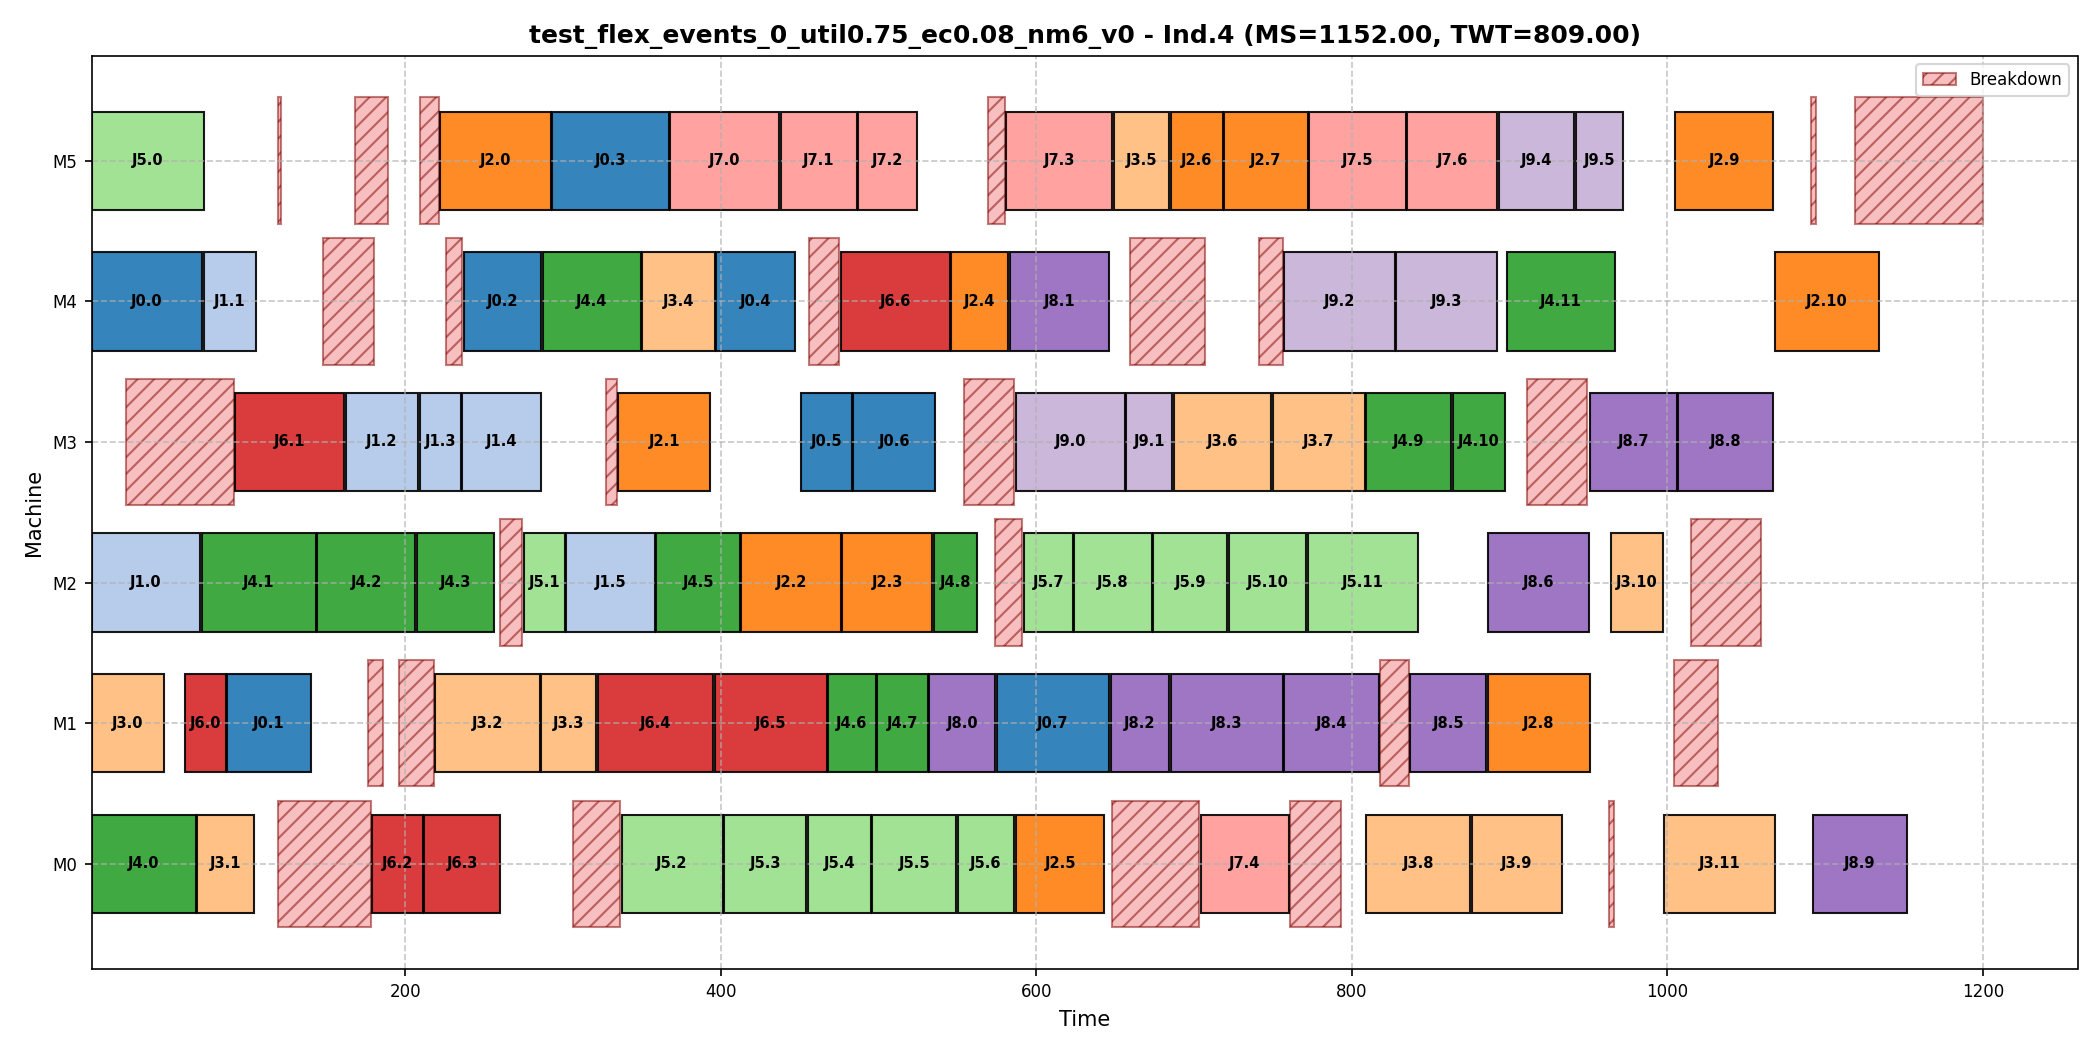 test_flex_events_0_util0.75_ec0.08_nm6_v0 - Ind.4 (MS=1152.00, TWT=809.00)
Breakdown
M5
J5.0 J2.0 J0.3 J7.0 J7.1 J7.2 J7.3 J3.5 J2.6 J2.7 J7.5 J7.6 J9.4 J9.5 J2.9
M4
J0.0 J1.1 J0.2 J4.4 J3.4 J0.4 J6.6 J2.4 J8.1 J9.2 J9.3 J4.11 J2.10
M3
J6.1 J1.2 J1.3 J1.4 J2.1 J0.5 J0.6 J9.0 J9.1 J3.6 J3.7 J4.9 J4.10 J8.7 J8.8
M2
J1.0 J4.1 J4.2 J4.3 J5.1 J1.5 J4.5 J2.2 J2.3 J4.8 J5.7 J5.8 J5.9 J5.10 J5.11 J8.6 J3.10
M1
J3.0 J6.0 J0.1 J3.2 J3.3 J6.4 J6.5 J4.6 J4.7 J8.0 J0.7 J8.2 J8.3 J8.4 J8.5 J2.8
M0
J4.0 J3.1 J6.2 J6.3 J5.2 J5.3 J5.4 J5.5 J5.6 J2.5 J7.4 J3.8 J3.9 J3.11 J8.9
Machine
200 400 600 800 1000 1200
Time